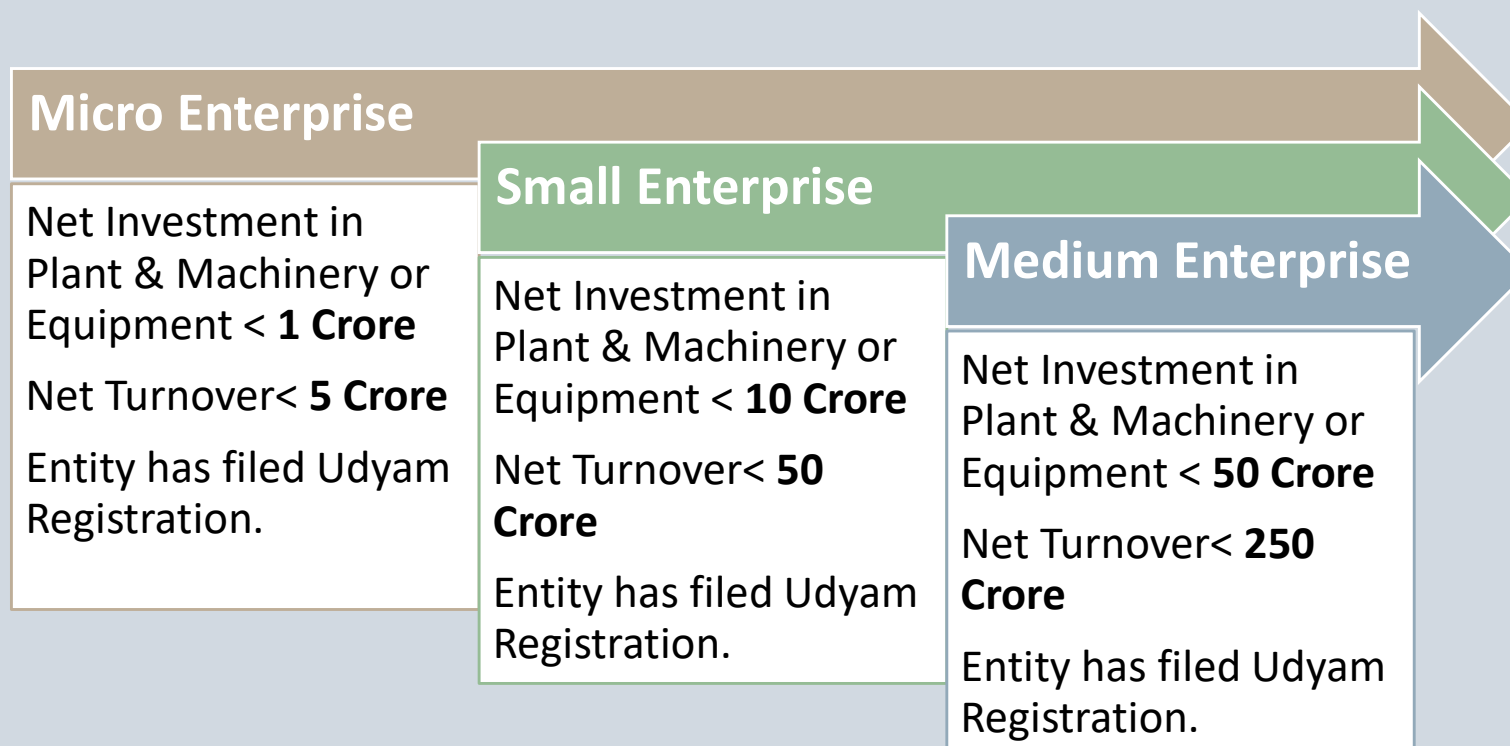 Micro Enterprise
Net Investment in
Plant & Machinery or
Equipment < 1 Crore
Net Turnover< 5 Crore
Entity has filed Udyam
Registration.
Small Enterprise
Net Investment in
Plant & Machinery or
Equipment < 10 Crore
Net Turnover< 50
Crore
Entity has filed Udyam
Registration.
Medium Enterprise
Net Investment in
Plant & Machinery or
Equipment < 50 Crore
Net Turnover< 250
Crore
Entity has filed Udyam
Registration.